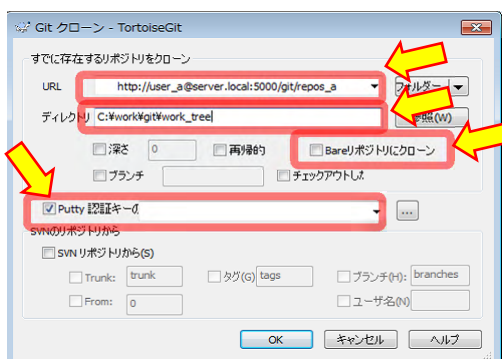 Git クローン - TortoiseGit
すでに存在するリポジトリをクローン
URL http://user_a@server.local:5000/git/repos_a フォルダー
ディレクトリ C:¥work¥git¥work_tree 参照(W)
深さ 0 再帰的 Bareリポジトリにクローン
ブランチ チェックアウトした
Putty 認証キーの ...
SVNのリポジトリから
SVN リポジトリから(S)
Trunk: trunk タグ(G) tags ブランチ(H): branches
From: 0 ユーザ名(N)
OK キャンセル ヘルプ